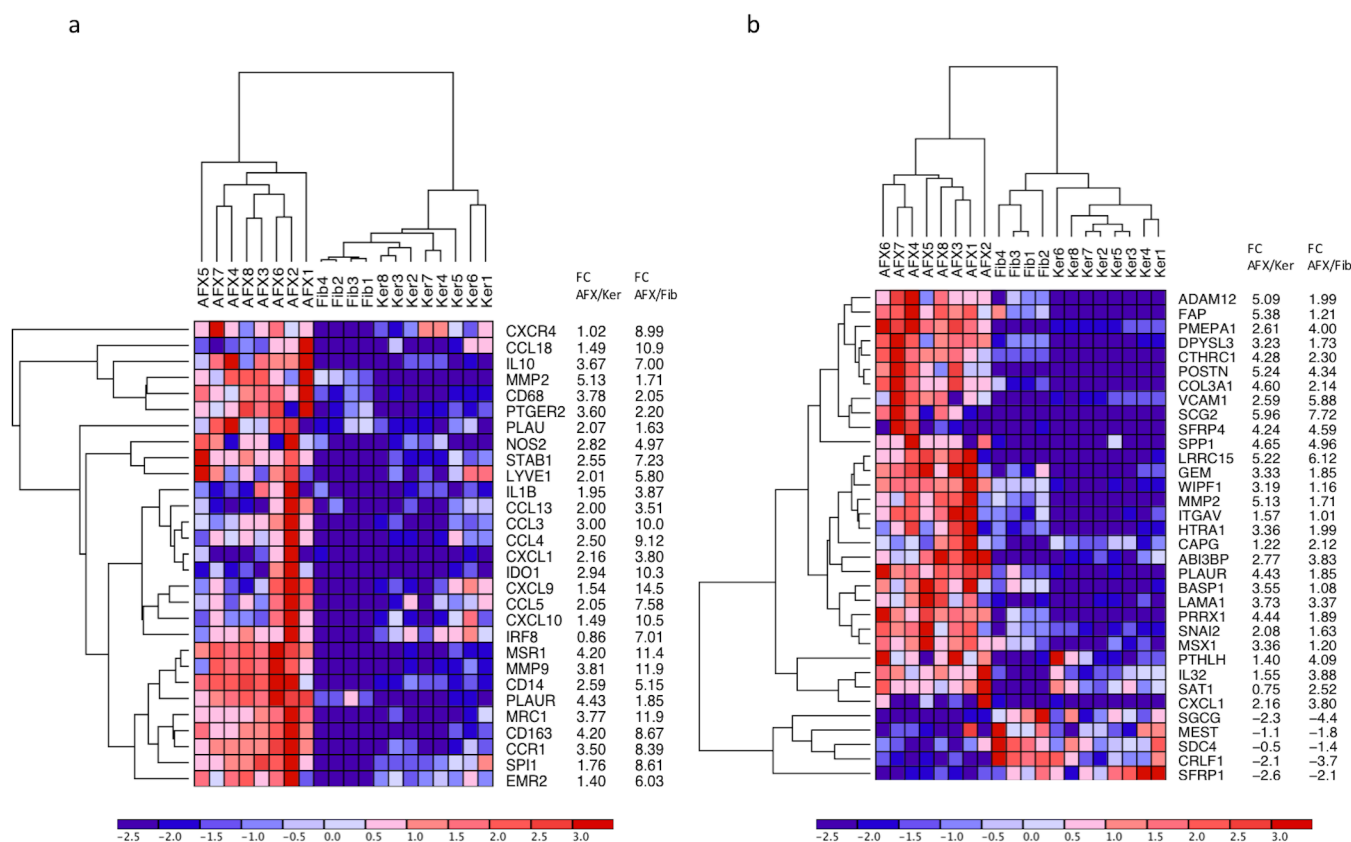 a
b
FC FC
AFX/Ker AFX/Fib
AFX5 AFX7 AFX4 AFX8 AFX3 AFX6 AFX2 AFX1 Fib4 Fib2 Fib3 Fib1 Ker8 Ker3 Ker2 Ker7 Ker4 Ker5 Ker6 Ker1
CXCR4 1.02 8.99
CCL18 1.49 10.9
IL10 3.67 7.00
MMP2 5.13 1.71
CD68 3.78 2.05
PTGER2 3.60 2.20
PLAU 2.07 1.63
NOS2 2.82 4.97
STAB1 2.55 7.23
LYVE1 2.01 5.80
IL1B 1.95 3.87
CCL13 2.00 3.51
CCL3 3.00 10.0
CCL4 2.50 9.12
CXCL1 2.16 3.80
IDO1 2.94 10.3
CXCL9 1.54 14.5
CCL5 2.05 7.58
CXCL10 1.49 10.5
IRF8 0.86 7.01
MSR1 4.20 11.4
MMP9 3.81 11.9
CD14 2.59 5.15
PLAUR 4.43 1.85
MRC1 3.77 11.9
CD163 4.20 8.67
CCR1 3.50 8.39
SPI1 1.76 8.61
EMR2 1.40 6.03
−2.5 −2.0 −1.5 −1.0 −0.5 0.0 0.5 1.0 1.5 2.0 2.5 3.0
FC FC
AFX/Ker AFX/Fib
AFX6 AFX7 AFX4 AFX5 AFX8 AFX3 AFX1 AFX2 Fib4 Fib3 Fib1 Fib2 Ker6 Ker8 Ker7 Ker2 Ker5 Ker3 Ker4 Ker1
ADAM12 5.09 1.99
FAP 5.38 1.21
PMEPA1 2.61 4.00
DPYSL3 3.23 1.73
CTHRC1 4.28 2.30
POSTN 5.24 4.34
COL3A1 4.60 2.14
VCAM1 2.59 5.88
SCG2 5.96 7.72
SFRP4 4.24 4.59
SPP1 4.65 4.96
LRRC15 5.22 6.12
GEM 3.33 1.85
WIPF1 3.19 1.16
MMP2 5.13 1.71
ITGAV 1.57 1.01
HTRA1 3.36 1.99
CAPG 1.22 2.12
ABI3BP 2.77 3.83
PLAUR 4.43 1.85
BASP1 3.55 1.08
LAMA1 3.73 3.37
PRRX1 4.44 1.89
SNAI2 2.08 1.63
MSX1 3.36 1.20
PTHLH 1.40 4.09
IL32 1.55 3.88
SAT1 0.75 2.52
CXCL1 2.16 3.80
SGCG −2.3 −4.4
MEST −1.1 −1.8
SDC4 −0.5 −1.4
CRLF1 −2.1 −3.7
SFRP1 −2.6 −2.1
−2.5 −2.0 −1.5 −1.0 −0.5 0.0 0.5 1.0 1.5 2.0 2.5 3.0